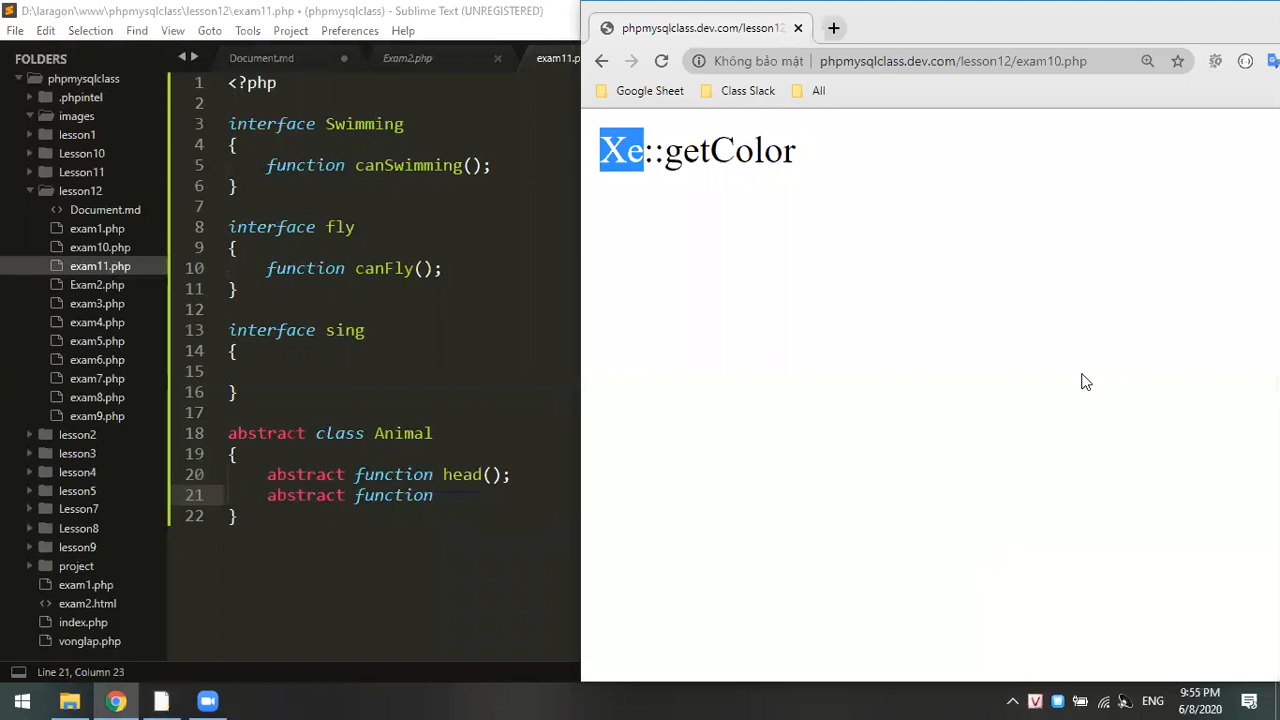 D:\laragon\www\phpmysqlclass\lesson12\exam11.php • (phpmysqlclass) - Sublime Text (UNREGISTERED)
File Edit Selection Find View Goto Tools Project Preferences Help
FOLDERS
phpmysqlclass
.phpintel
images
lesson1
Lesson10
lesson11
lesson12
Document.md
exam1.php
exam10.php
exam11.php
Exam2.php
exam3.php
exam4.php
exam5.php
exam6.php
exam7.php
exam8.php
exam9.php
lesson2
lesson3
lesson4
lesson5
Lesson7
Lesson8
lesson9
project
exam1.php
exam2.html
index.php
vonglap.php
Document.md Exam2.php exam11.p
1 <?php
2
3 interface Swimming
4 {
5 function canSwimming();
6 }
7
8 interface fly
9 {
10 function canFly();
11 }
12
13 interface sing
14 {
15
16 }
17
18 abstract class Animal
19 {
20 abstract function head();
21 abstract function
22 }
Line 21, Column 23
phpmysqlclass.dev.com/lesson12
Không bảo mật phpmysqlclass.dev.com/lesson12/exam10.php
Google Sheet Class Slack All
Xe::getColor
ENG
9:55 PM
6/8/2020